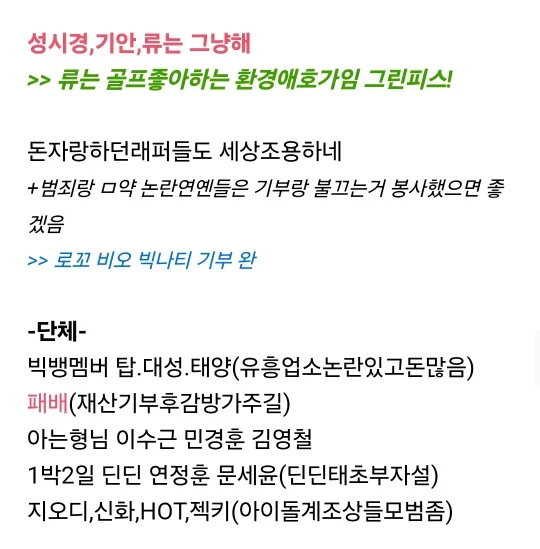 성시경,기안,류는 그냥해
>> 류는 골프좋아하는 환경애호가임 그린피스!
돈자랑하던래퍼들도 세상조용하네
+범죄랑 ㅁ약 논란연옌들은 기부랑 불끄는거 봉사했으면 좋
겠음
>> 로꼬 비오 빅나티 기부 완
-단체-
빅뱅멤버 탑.대성.태양(유흥업소논란있고돈많음)
패배(재산기부후감방가주길)
아는형님 이수근 민경훈 김영철
1박2일 딘딘 연정훈 문세윤(딘딘태초부자설)
지오디,신화,HOT,젝키(아이돌계조상들모범좀)